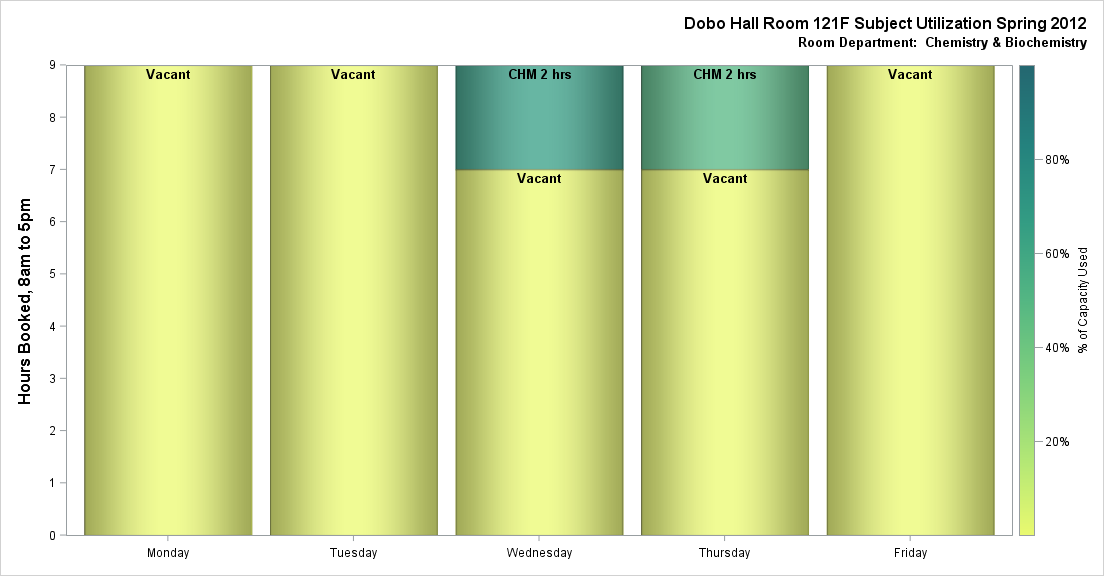 Dobo Hall Room 121F Subject Utilization Spring 2012
Room Department:  Chemistry & Biochemistry
Hours Booked, 8am to 5pm
9
8
7
6
5
4
3
2
1
0
Vacant
Vacant
CHM 2 hrs
CHM 2 hrs
Vacant
Vacant
Vacant
Monday
Tuesday
Wednesday
Thursday
Friday
80%
60%
40%
20%
% of Capacity Used